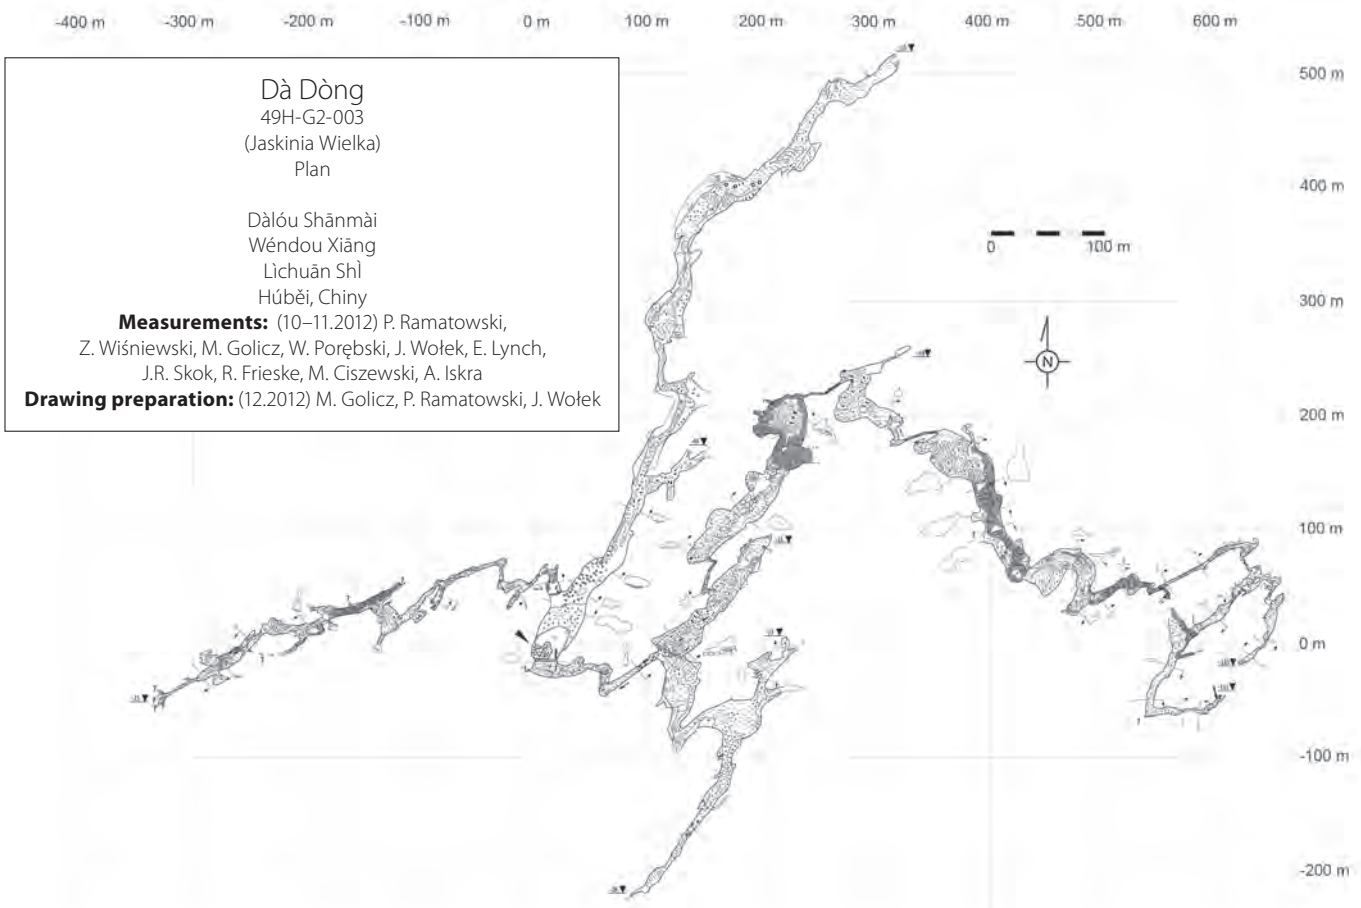 -400 m -300 m -200 m -100 m 0 m 100 m 200 m 300 m 400 m 500 m 600 m
Dà Dòng
49H-G2-003
(Jaskinia Wielka)
Plan
Dàlóu Shānmài
Wéndou Xiāng
Lìchuān ShÌ
Húběi, Chiny
Measurements: (10–11.2012) P. Ramatowski,
Z. Wiśniewski, M. Golicz, W. Porębski, J. Wołek, E. Lynch,
J.R. Skok, R. Frieske, M. Ciszewski, A. Iskra
Drawing preparation: (12.2012) M. Golicz, P. Ramatowski, J. Wołek
500 m
400 m
0 100 m
300 m
N
200 m
100 m
0 m
-100 m
-200 m